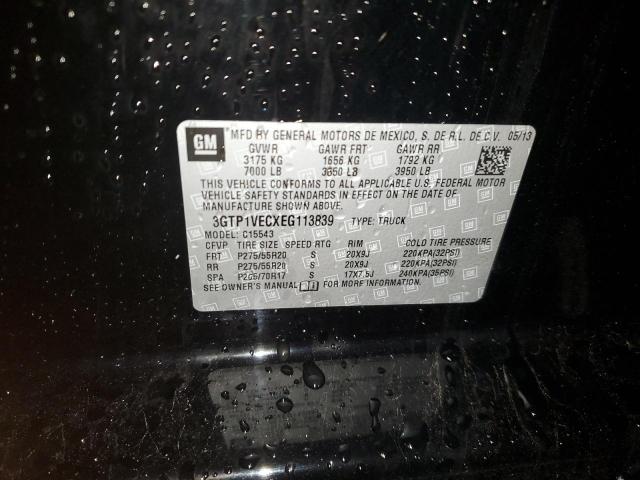 GM
MFD BY GENERAL MOTORS DE MEXICO, S. DE R.L. DE C.V. 05/13
GVWR GAWR FRT GAWR RR
3175 KG 1656 KG 1792 KG
7000 LB 3650 LB 3950 LB
THIS VEHICLE CONFORMS TO ALL APPLICABLE U.S. FEDERAL MOTOR
VEHICLE SAFETY STANDARDS IN EFFECT ON THE DATE OF
MANUFACTURE SHOWN ABOVE.
3GTP1VECXEG113839 TYPE: TRUCK
MODEL: C15543
CFVP TIRE SIZE SPEED RTG RIM COLD TIRE PRESSURE
FRT P275/55R20 S 20X9J 220KPA(32PSI)
RR P275/55R20 S 20X9J 220KPA(32PSI)
SPA P265/70R17 S 17X7.5J 240KPA(35PSI)
SEE OWNER'S MANUAL